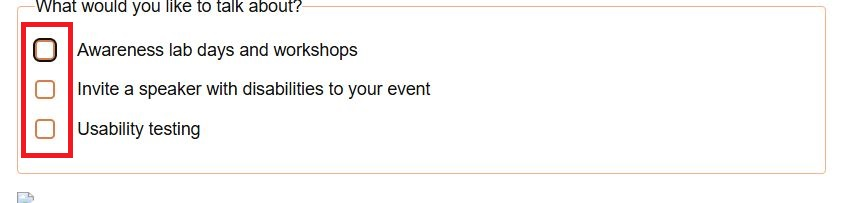 What would you like to talk about?
Awareness lab days and workshops
Invite a speaker with disabilities to your event
Usability testing